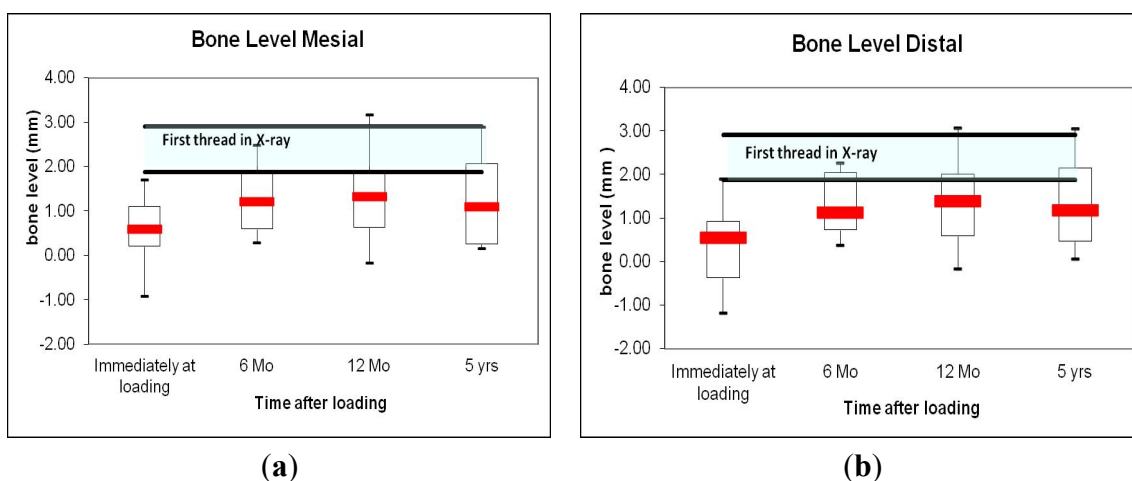 Bone Level Mesial
4.00
3.00
2.00
1.00
0.00
-1.00
-2.00
bone level (mm)
First thread in X-ray
Immediately at
loading
6 Mo
12 Mo
5 yrs
Time after loading
(a)
Bone Level Distal
4.00
3.00
2.00
1.00
0.00
-1.00
-2.00
bone level (mm )
First thread in X-ray
Immediately at
loading
6 Mo
12 Mo
5 yrs
Time after loading
(b)